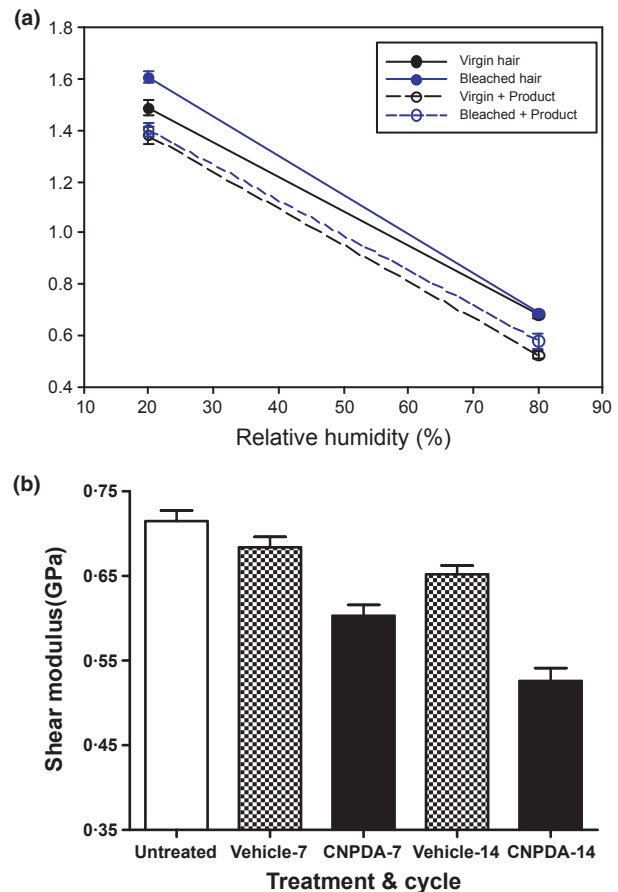 (a)
1.8
1.6
1.4
1.2
1.0
0.8
0.6
0.4
Virgin hair
Bleached hair
Virgin + Product
Bleached + Product
10 20 30 40 50 60 70 80 90
Relative humidity (%)
(b)
0·75
0·65
0·55
0·45
0·35
Shear modulus(GPa)
Untreated Vehicle-7 CNPDA-7 Vehicle-14 CNPDA-14
Treatment & cycle